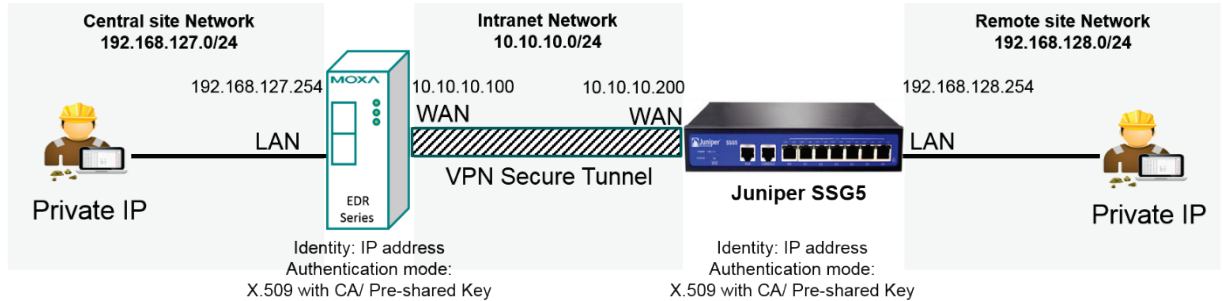 Central site Network
192.168.127.0/24
Intranet Network
10.10.10.0/24
Remote site Network
192.168.128.0/24
192.168.127.254
MOXA
10.10.10.100
10.10.10.200
192.168.128.254
WAN
WAN
LAN
LAN
Juniper
SSG5
VPN Secure Tunnel
EDR
Series
Juniper SSG5
Private IP
Private IP
Identity: IP address
Authentication mode:
X.509 with CA/ Pre-shared Key
Identity: IP address
Authentication mode:
X.509 with CA/ Pre-shared Key